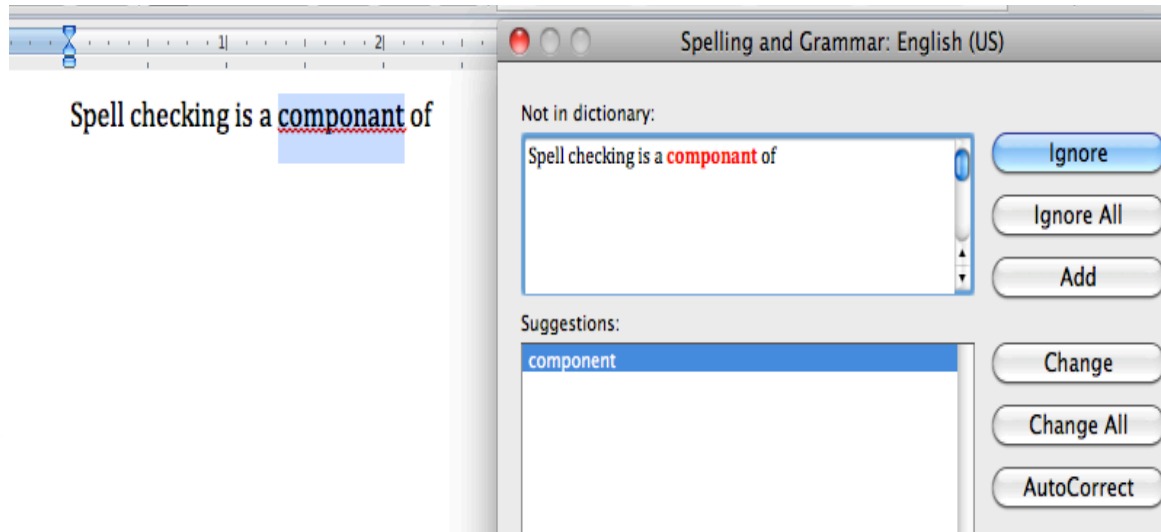 1
2
Spelling and Grammar: English (US)
Spell checking is a componant of
Not in dictionary:
Spell checking is a componant of
Ignore
Ignore All
Add
Suggestions:
component
Change
Change All
AutoCorrect